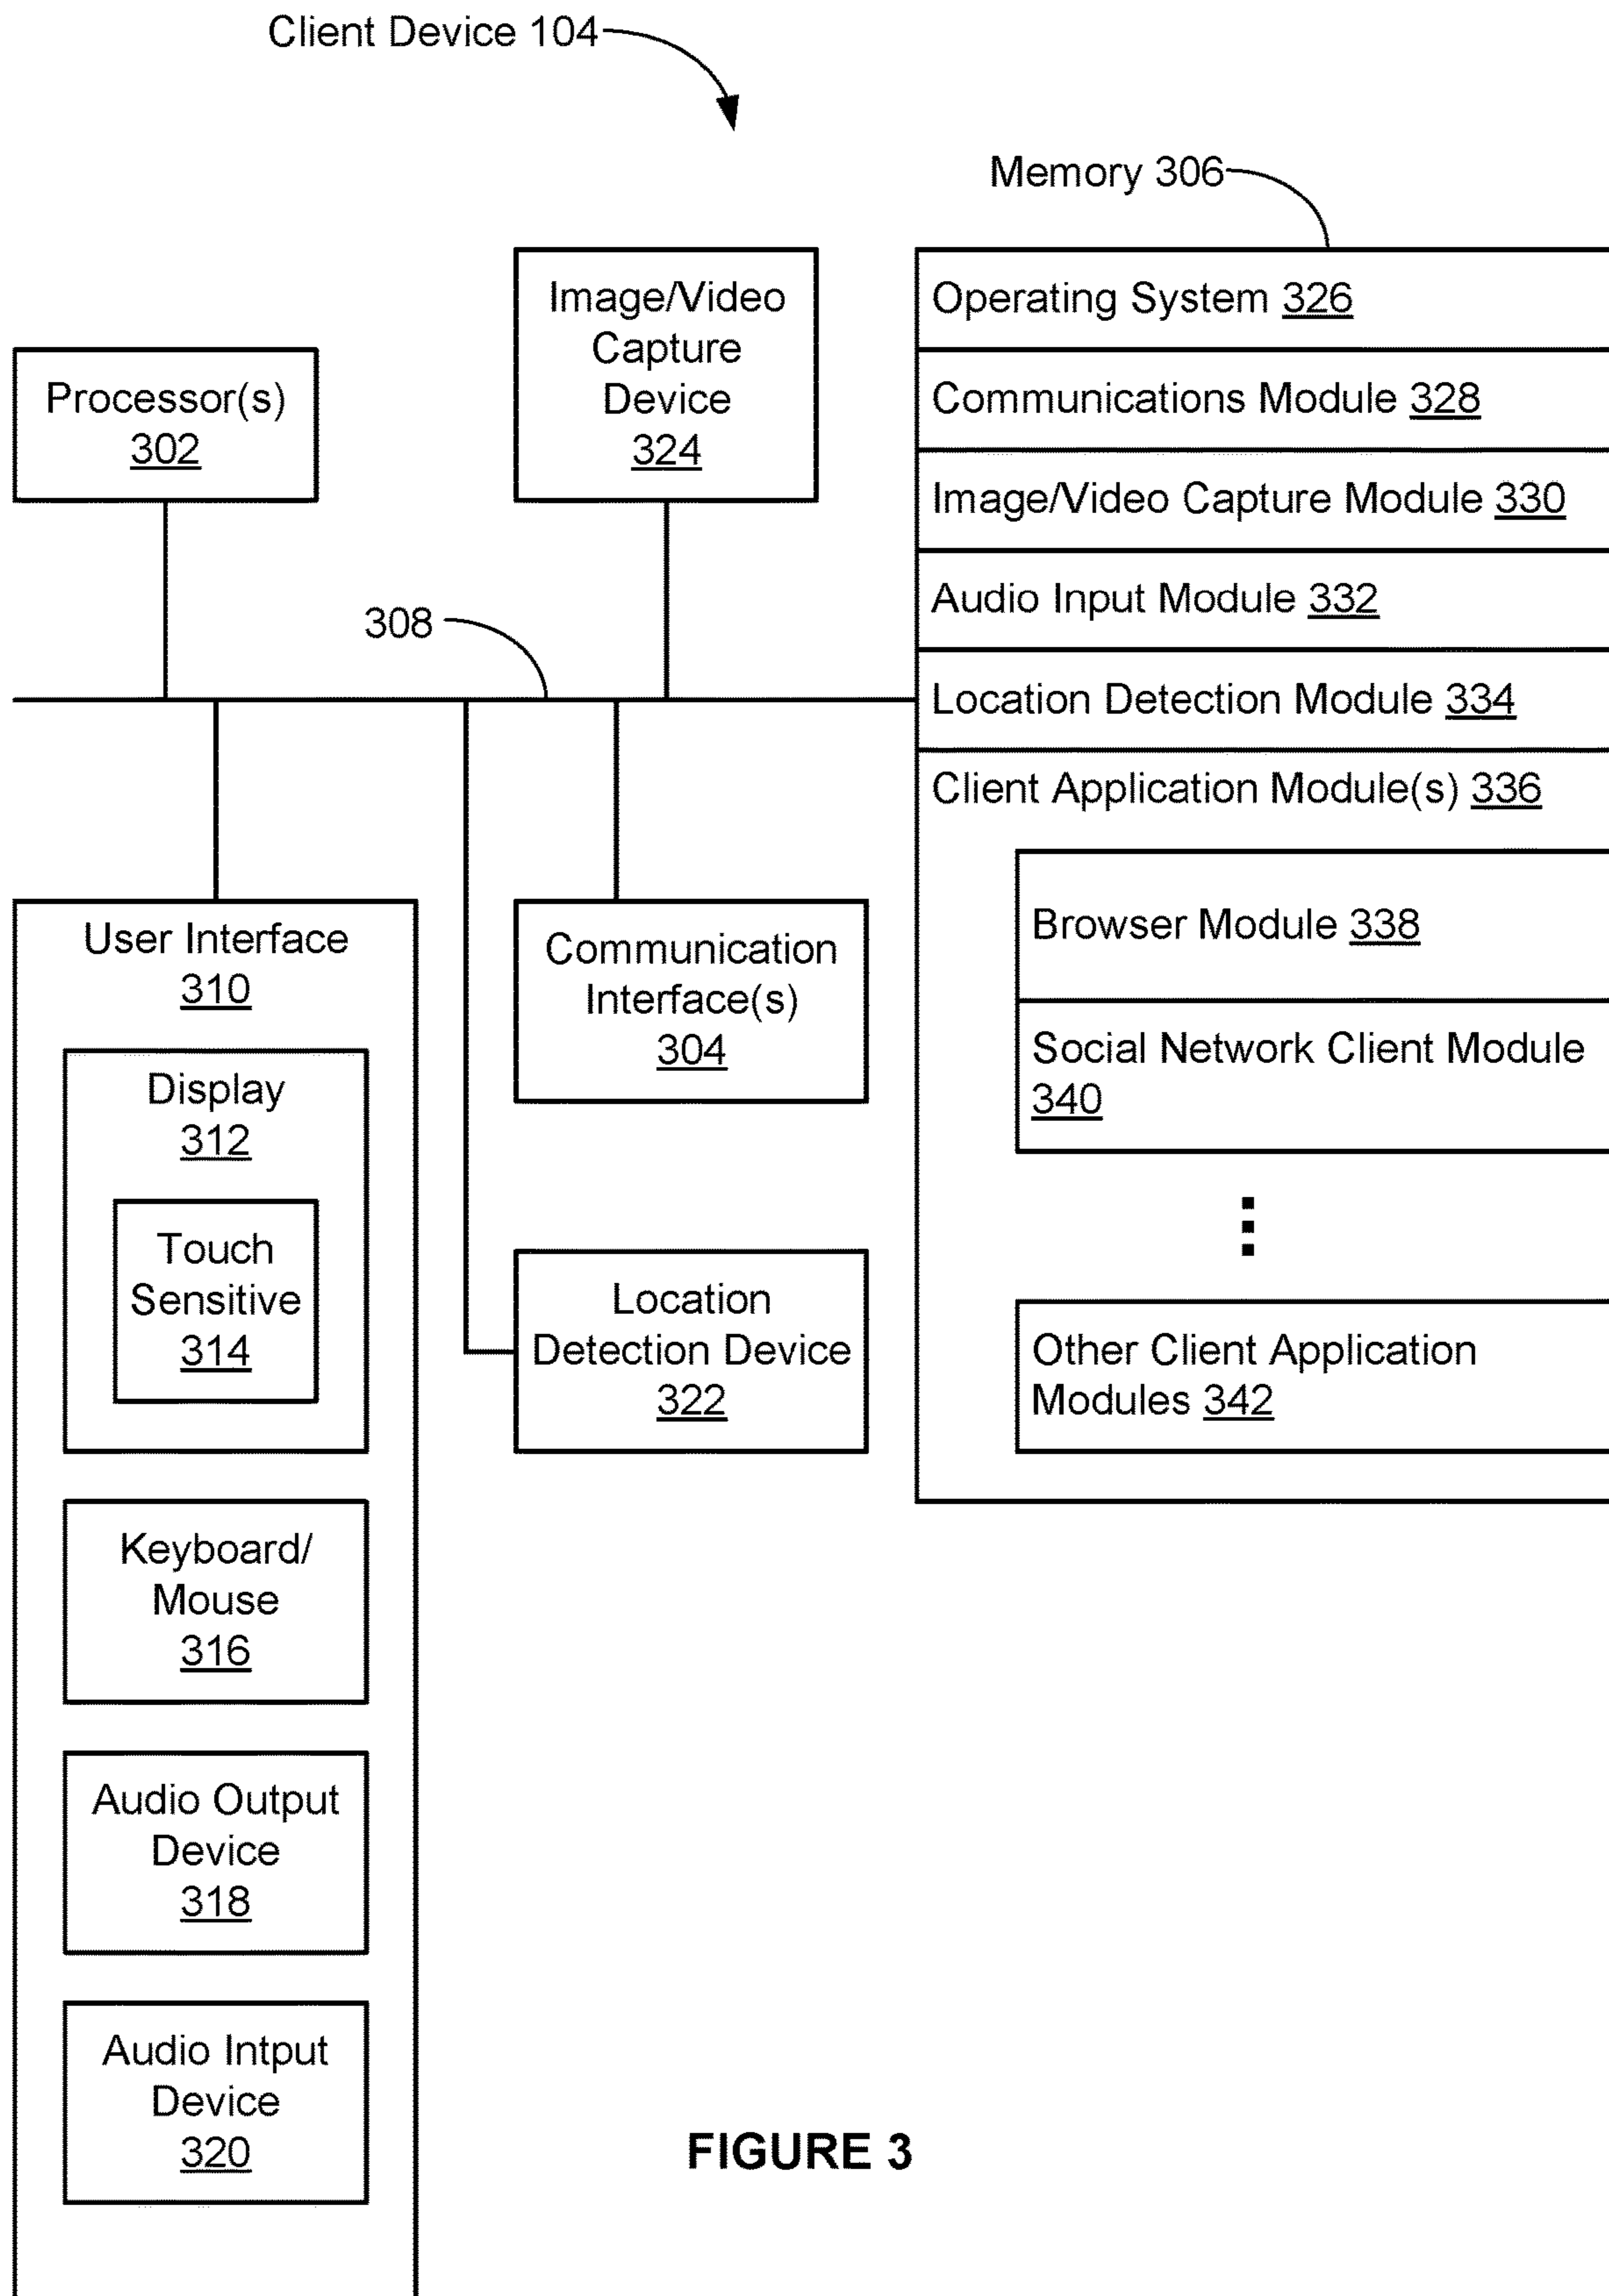 Client Device 104
Memory 306
Processor(s)
302
Image/Video
Capture
Device
324
308
User Interface
310
Display
312
Touch
Sensitive
314
Keyboard/
Mouse
316
Audio Output
Device
318
Audio Intput
Device
320
Communication
Interface(s)
304
Location
Detection Device
322
Operating System 326
Communications Module 328
Image/Video Capture Module 330
Audio Input Module 332
Location Detection Module 334
Client Application Module(s) 336
Browser Module 338
Social Network Client Module
340
Other Client Application
Modules 342
FIGURE 3